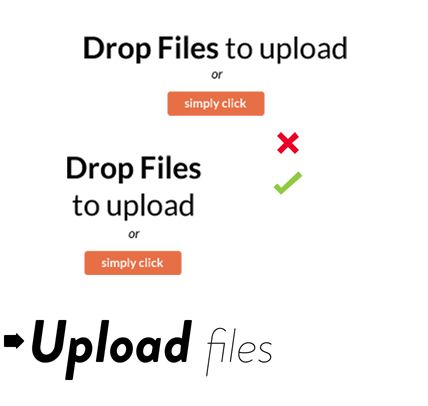 Drop Files to upload
or
simply click
Drop Files
to upload
or
simply click
Upload files